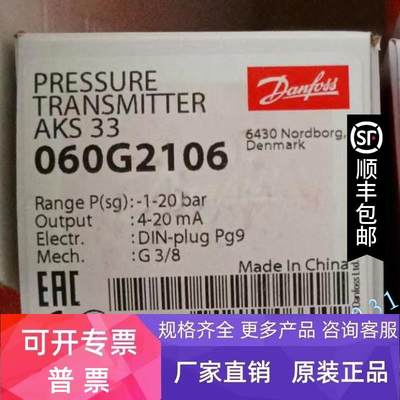 PRESSURE
TRANSMITTER
AKS 33
060G2106
Danfoss
6430 Nordborg,
Denmark
Range P(sg): -1-20 bar
Output :4-20 mA
Electr. :DIN-plug Pg9
Mech. :G 3/8
Made In China
EAC
Danfoss Ltd.
SF
顺丰包邮
可开专票
普票
规格齐全 更多产品 咨询客服
厂家直销 原装正品